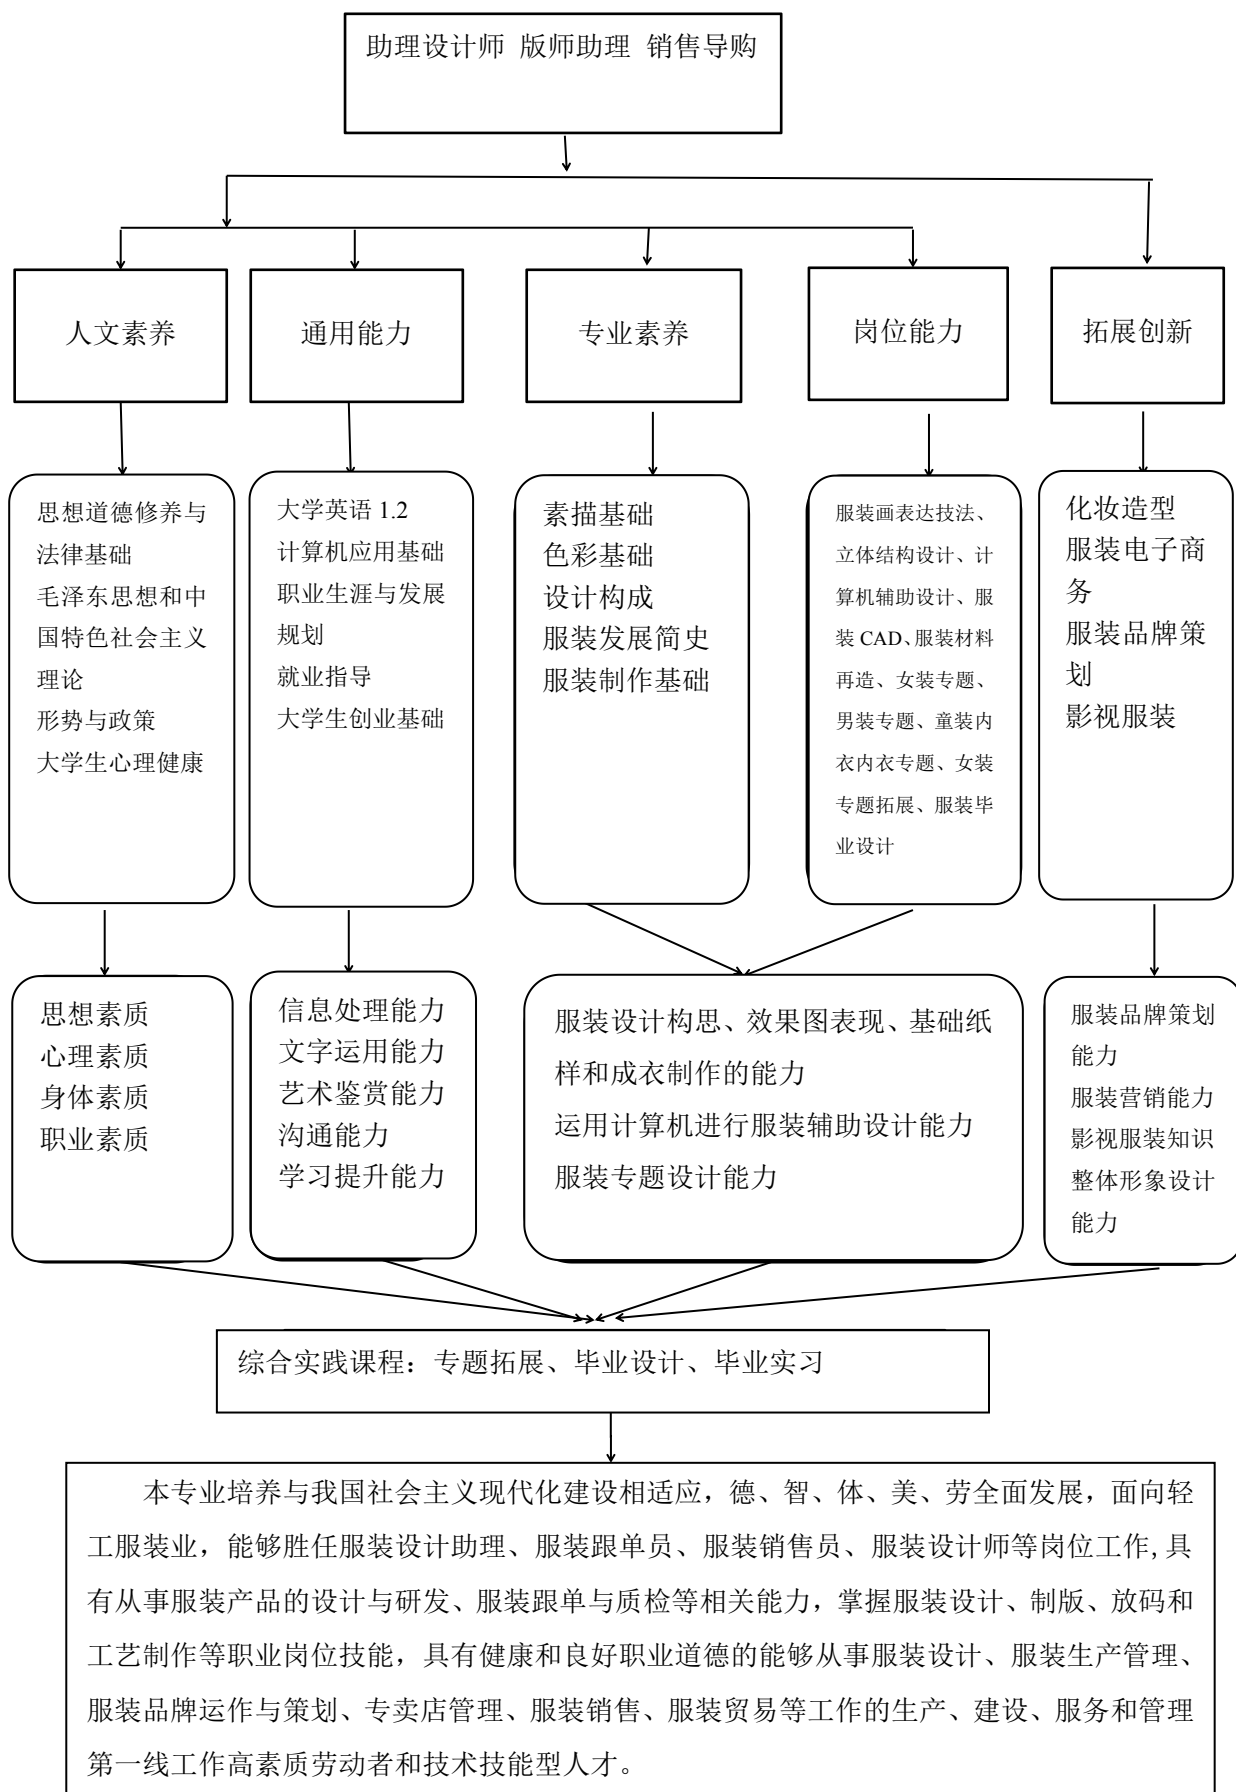 助理设计师 版师助理 销售导购
人文素养
通用能力
专业素养
岗位能力
拓展创新
思想道德修养与
法律基础
毛泽东思想和中
国特色社会主义
理论
形势与政策
大学生心理健康
大学英语 1.2
计算机应用基础
职业生涯与发展
规划
就业指导
大学生创业基础
素描基础
色彩基础
设计构成
服装发展简史
服装制作基础
服装画表达技法、
立体结构设计、计
算机辅助设计、服
装 CAD、服装材料
再造、女装专题、
男装专题、童装内
衣内衣专题、女装
专题拓展、服装毕
业设计
化妆造型
服装电子商
务
服装品牌策
划
影视服装
思想素质
心理素质
身体素质
职业素质
信息处理能力
文字运用能力
艺术鉴赏能力
沟通能力
学习提升能力
服装设计构思、效果图表现、基础纸
样和成衣制作的能力
运用计算机进行服装辅助设计能力
服装专题设计能力
服装品牌策划
能力
服装营销能力
影视服装知识
整体形象设计
能力
综合实践课程：专题拓展、毕业设计、毕业实习
本专业培养与我国社会主义现代化建设相适应，德、智、体、美、劳全面发展，面向轻
工服装业，能够胜任服装设计助理、服装跟单员、服装销售员、服装设计师等岗位工作,具
有从事服装产品的设计与研发、服装跟单与质检等相关能力，掌握服装设计、制版、放码和
工艺制作等职业岗位技能，具有健康和良好职业道德的能够从事服装设计、服装生产管理、
服装品牌运作与策划、专卖店管理、服装销售、服装贸易等工作的生产、建设、服务和管理
第一线工作高素质劳动者和技术技能型人才。